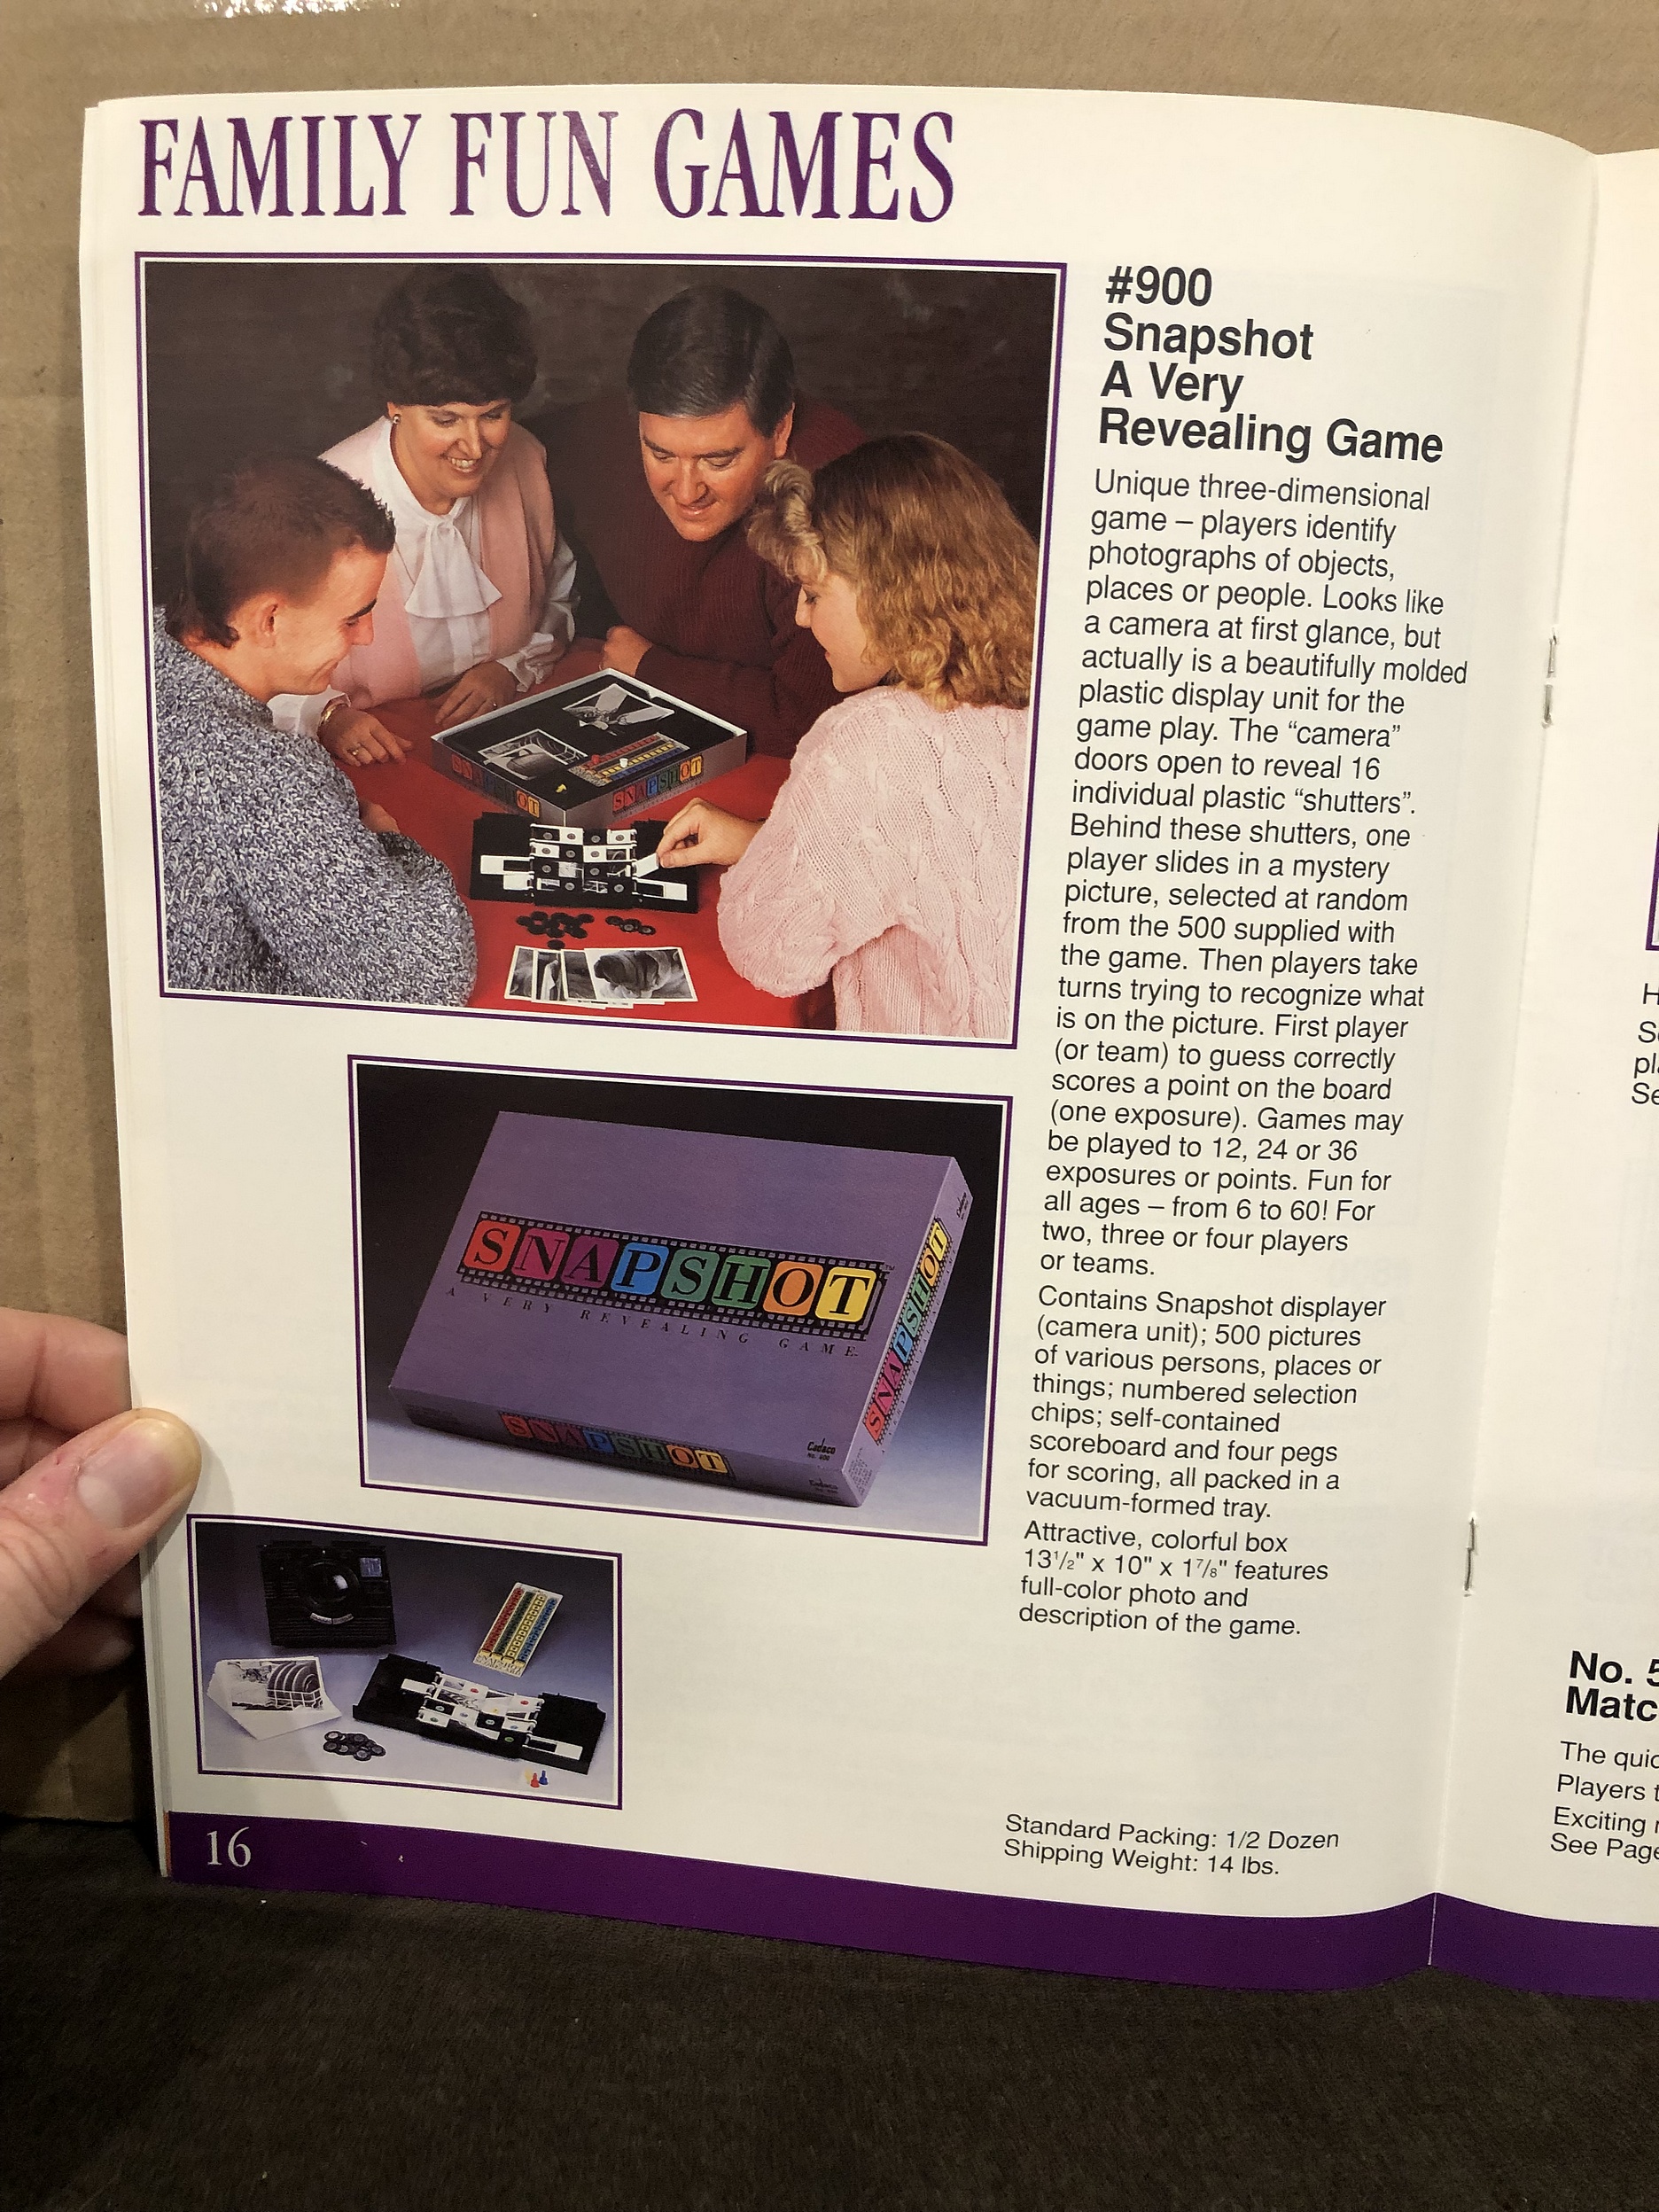 FAMILY FUN GAMES
SNAPSHOT
SNAPSHOT
#900
Snapshot
A Very
Revealing Game
Unique three-dimensional
game – players identify
photographs of objects,
places or people. Looks like
a camera at first glance, but
actually is a beautifully molded
plastic display unit for the
game play. The “camera”
doors open to reveal 16
individual plastic “shutters”.
Behind these shutters, one
player slides in a mystery
picture, selected at random
from the 500 supplied with
the game. Then players take
turns trying to recognize what
is on the picture. First player
(or team) to guess correctly
scores a point on the board
(one exposure). Games may
be played to 12, 24 or 36
exposures or points. Fun for
all ages – from 6 to 60! For
two, three or four players
or teams.
Contains Snapshot displayer
(camera unit); 500 pictures
of various persons, places or
things; numbered selection
chips; self-contained
scoreboard and four pegs
for scoring, all packed in a
vacuum-formed tray.
Attractive, colorful box
13½" x 10" x 1⅞" features
full-color photo and
description of the game.
SNAPSHOT™
A VERY REVEALING GAME
SNAPSHOT
SNAPSHOT
Cadaco
Cadaco
Cadaco
Standard Packing: 1/2 Dozen
Shipping Weight: 14 lbs.
16
No.
The
Players
Exciting
See